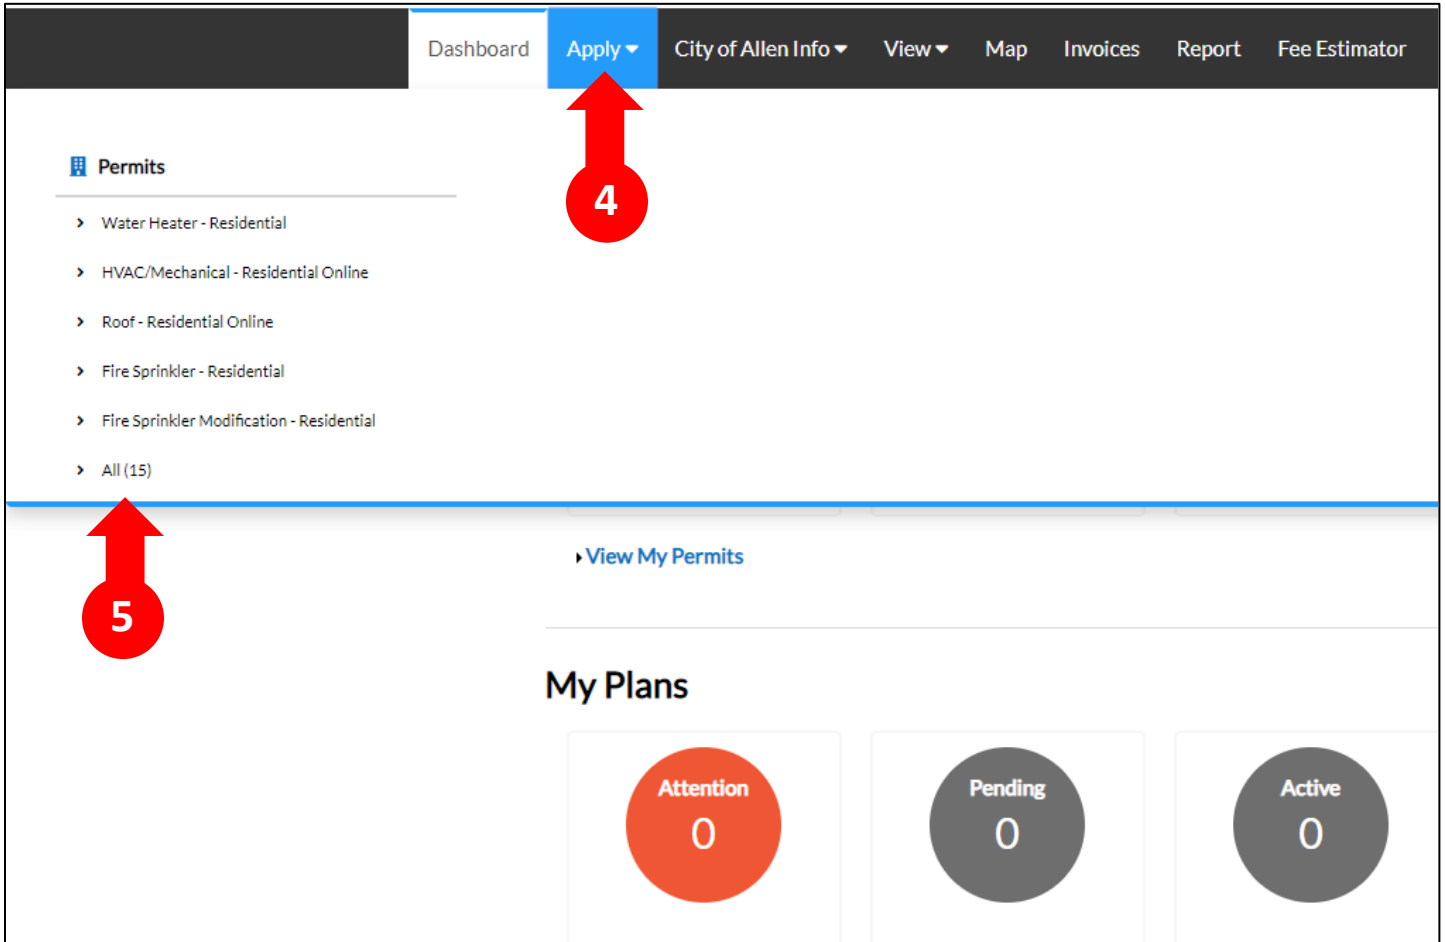 Dashboard Apply City of Allen Info View Map Invoices Report Fee Estimator
4
Permits
Water Heater - Residential
HVAC/Mechanical - Residential Online
Roof - Residential Online
Fire Sprinkler - Residential
Fire Sprinkler Modification - Residential
All (15)
5
View My Permits
My Plans
Attention Pending Active
0 0 0